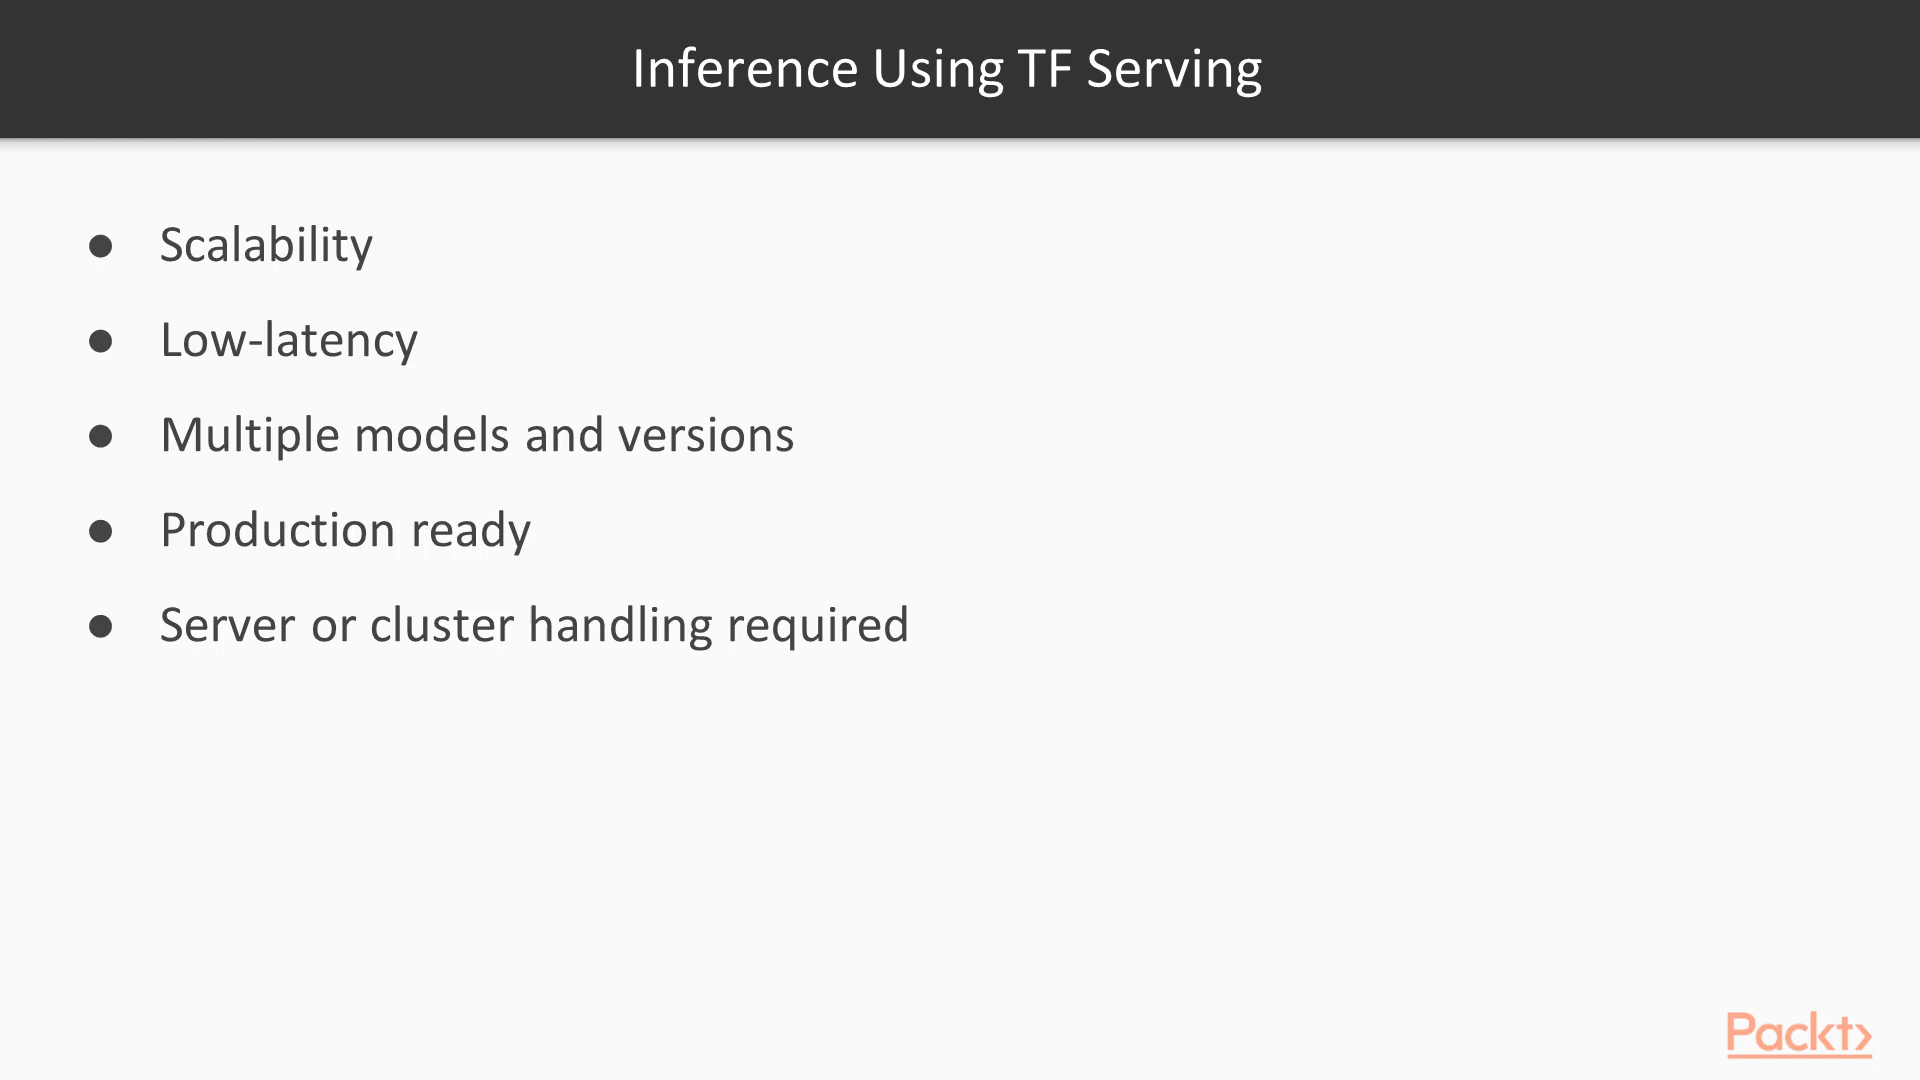 Inference Using TF Serving
● Scalability
● Low-latency
● Multiple models and versions
● Production ready
● Server or cluster handling required
Packt>